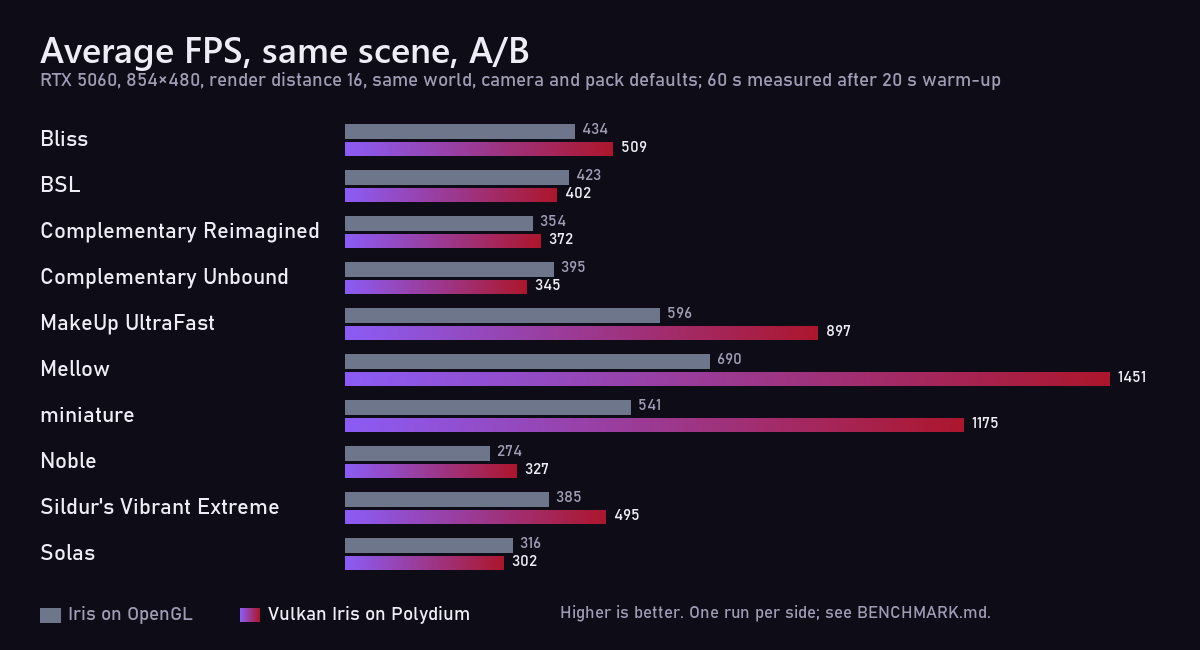 Average FPS, same scene, A/B
RTX 5060, 854×480, render distance 16, same world, camera and pack defaults; 60 s measured after 20 s warm-up
Bliss
434
509
BSL
423
402
Complementary Reimagined
354
372
Complementary Unbound
395
345
MakeUp UltraFast
596
897
Mellow
690
1451
miniature
541
1175
Noble
274
327
Sildur's Vibrant Extreme
385
495
Solas
316
302
Iris on OpenGL
Vulkan Iris on Polydium
Higher is better. One run per side; see BENCHMARK.md.